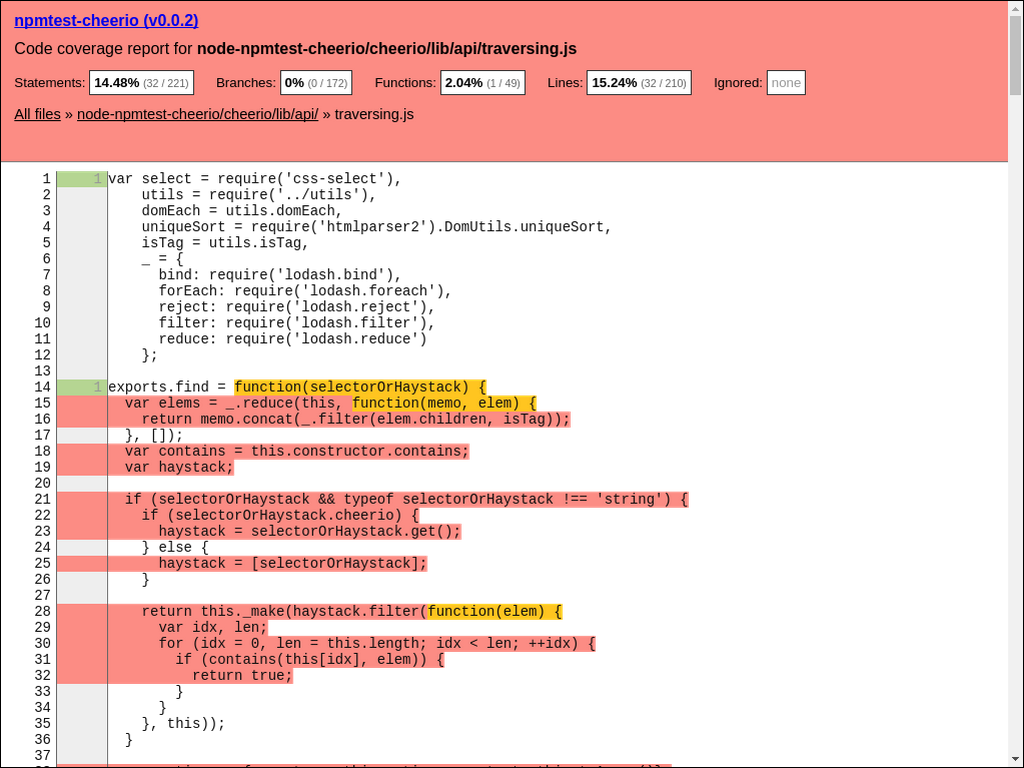 npmtest-cheerio (v0.0.2)
Code coverage report for node-npmtest-cheerio/cheerio/lib/api/traversing.js
Statements: 14.48% (32 / 221) Branches: 0% (0 / 172) Functions: 2.04% (1 / 49) Lines: 15.24% (32 / 210) Ignored: none
All files » node-npmtest-cheerio/cheerio/lib/api/ » traversing.js
1 1 var select = require('css-select'),
2 utils = require('../utils'),
3 domEach = utils.domEach,
4 uniqueSort = require('htmlparser2').DomUtils.uniqueSort,
5 isTag = utils.isTag,
6 _ = {
7 bind: require('lodash.bind'),
8 forEach: require('lodash.foreach'),
9 reject: require('lodash.reject'),
10 filter: require('lodash.filter'),
11 reduce: require('lodash.reduce')
12 };
13
14 1 exports.find = function(selectorOrHaystack) {
15 var elems = _.reduce(this, function(memo, elem) {
16 return memo.concat(_.filter(elem.children, isTag));
17 }, []);
18 var contains = this.constructor.contains;
19 var haystack;
20
21 if (selectorOrHaystack && typeof selectorOrHaystack !== 'string') {
22 if (selectorOrHaystack.cheerio) {
23 haystack = selectorOrHaystack.get();
24 } else {
25 haystack = [selectorOrHaystack];
26 }
27
28 return this._make(haystack.filter(function(elem) {
29 var idx, len;
30 for (idx = 0, len = this.length; idx < len; ++idx) {
31 if (contains(this[idx], elem)) {
32 return true;
33 }
34 }
35 }, this));
36 }
37